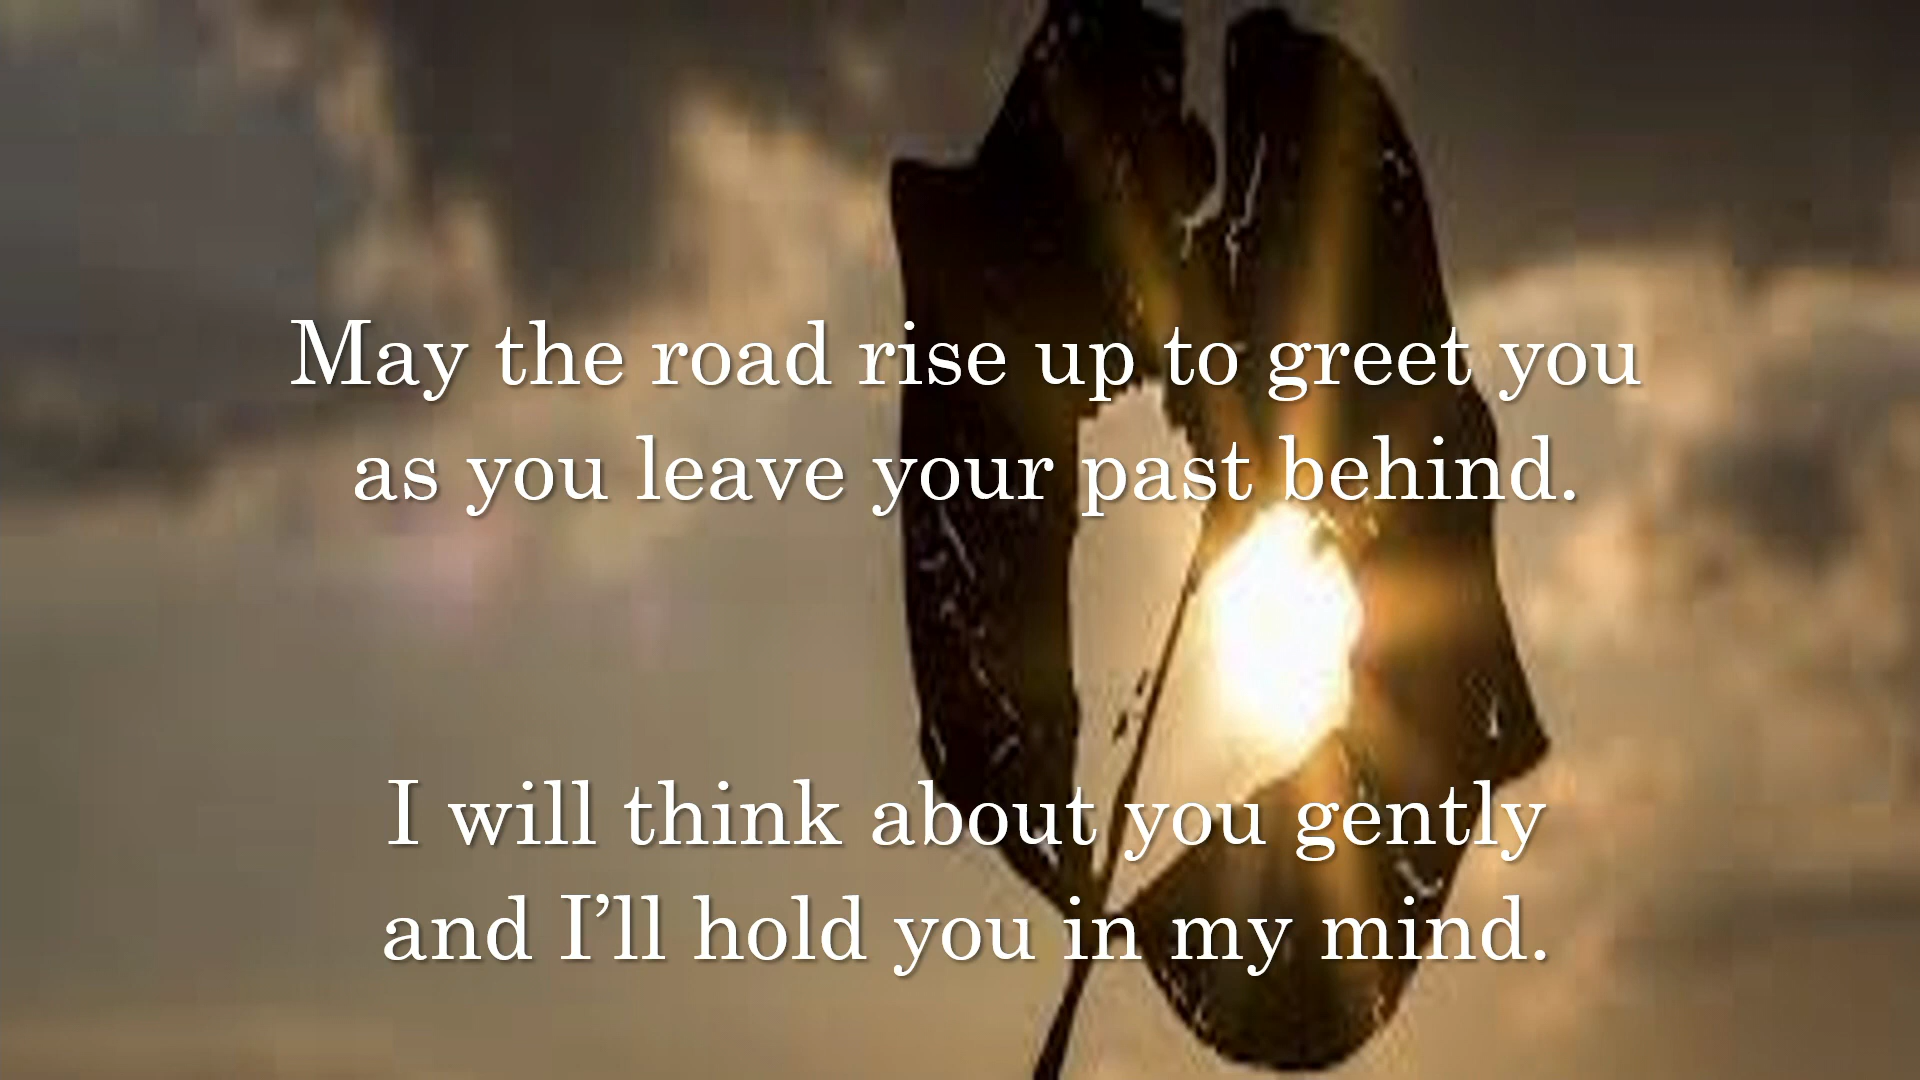 May the road rise up to greet you
as you leave your past behind.
I will think about you gently
and I’ll hold you in my mind.